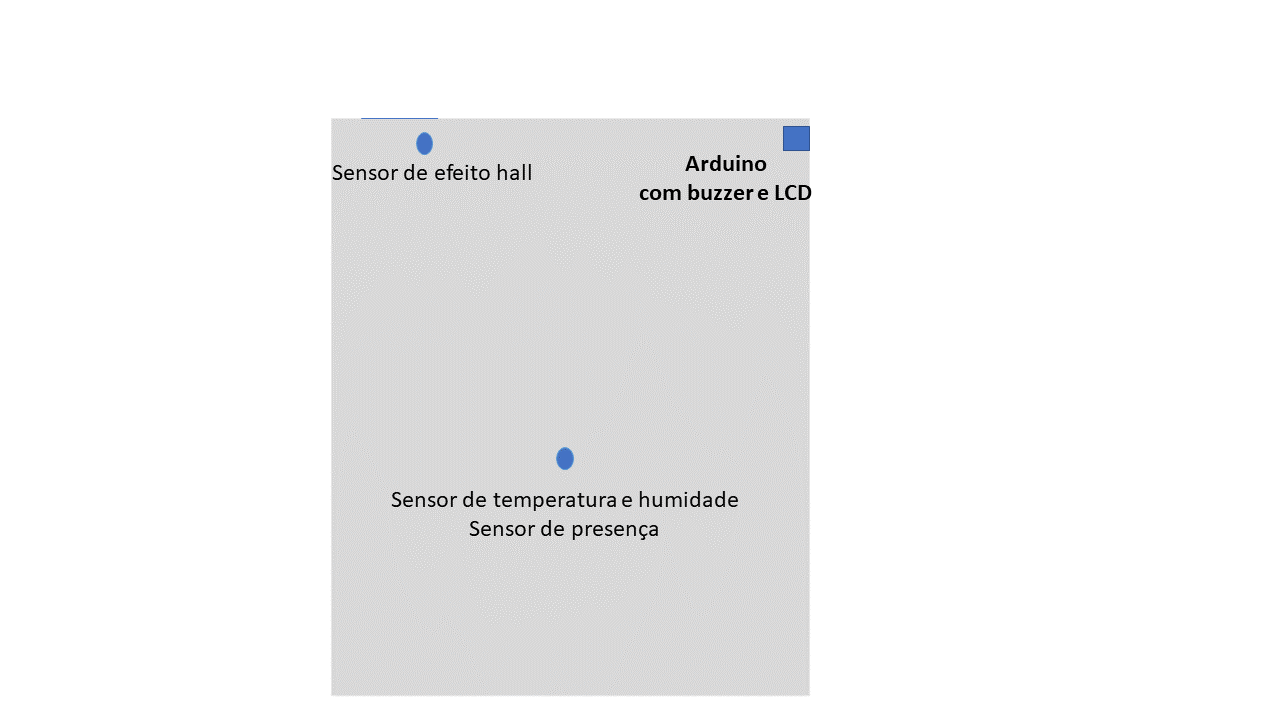 Sensor de efeito hall
Arduino
com buzzer e LCD
Sensor de temperatura e humidade
Sensor de presença